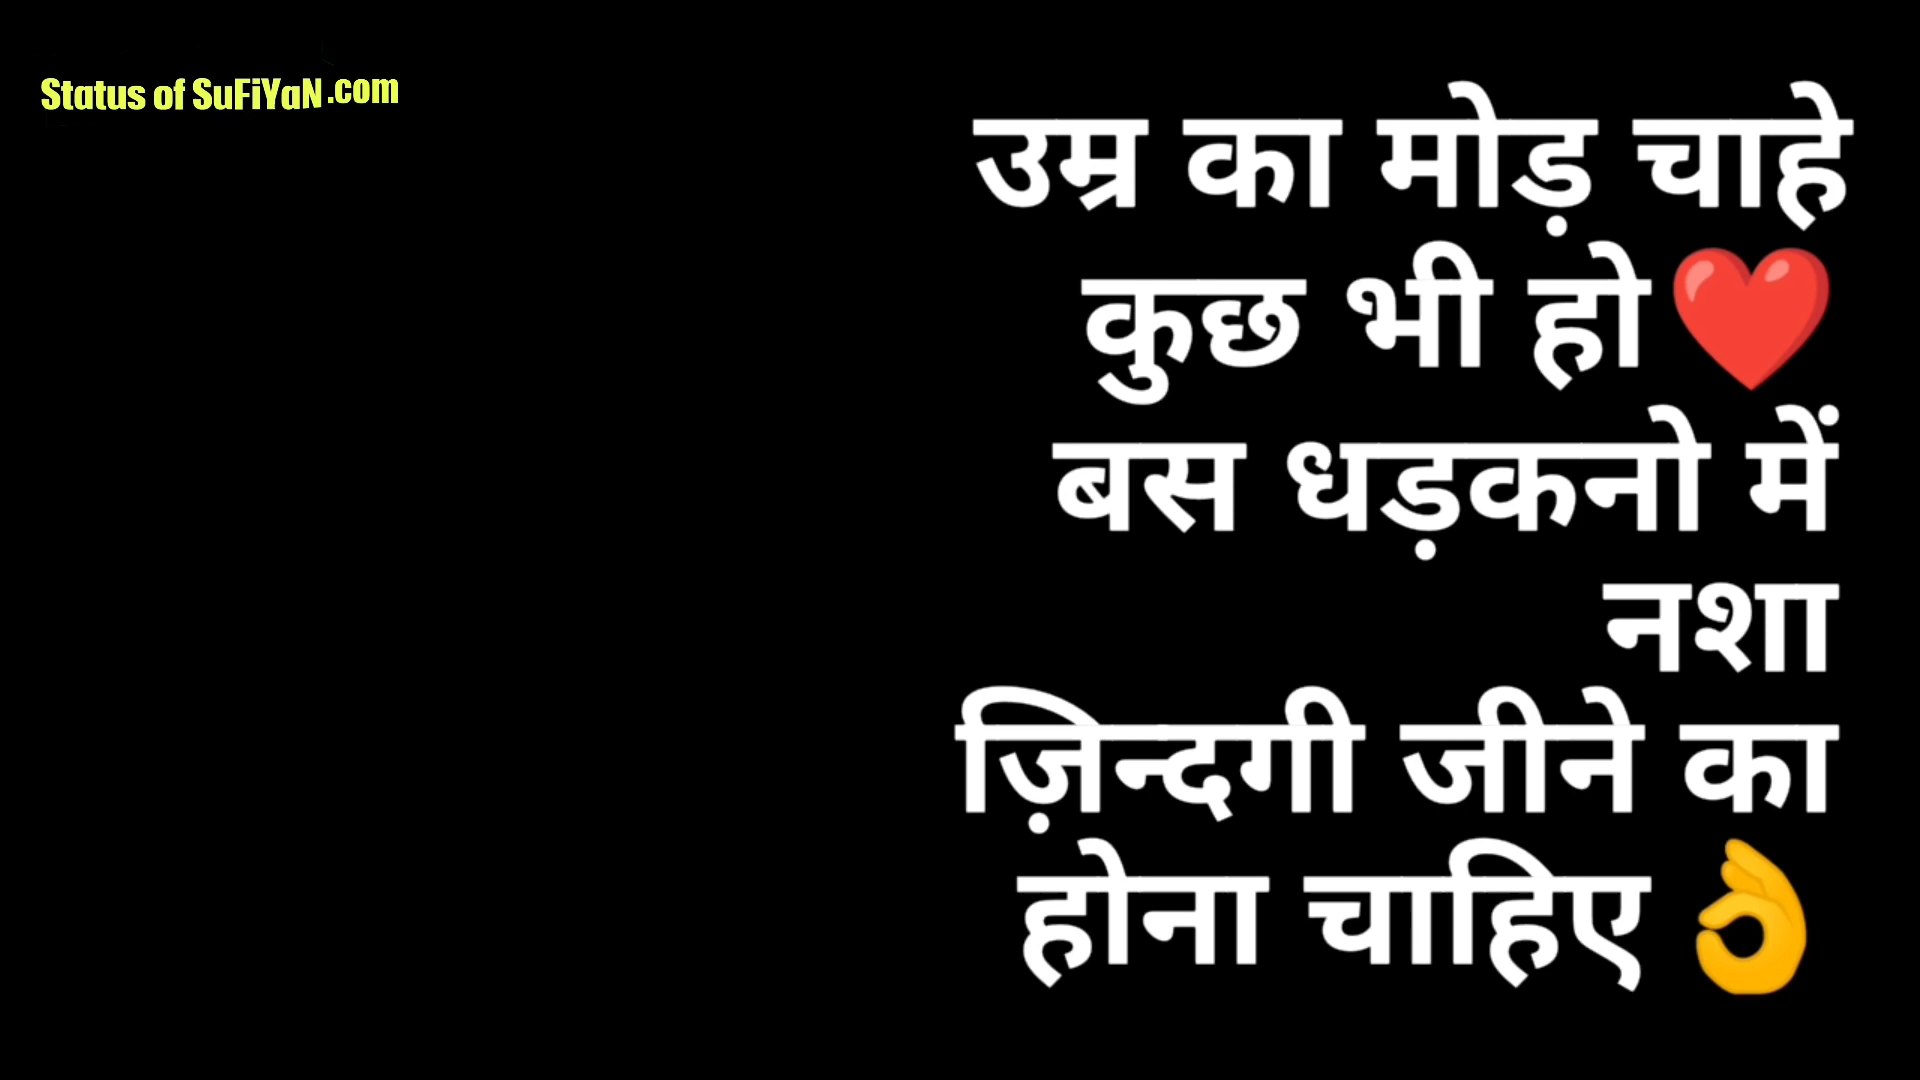 Status of SuFiYaN.com
उम्र का मोड़ चाहे
कुछ भी हो❤️
बस धड़कनो में
नशा
ज़िन्दगी जीने का
होना चाहिए👌